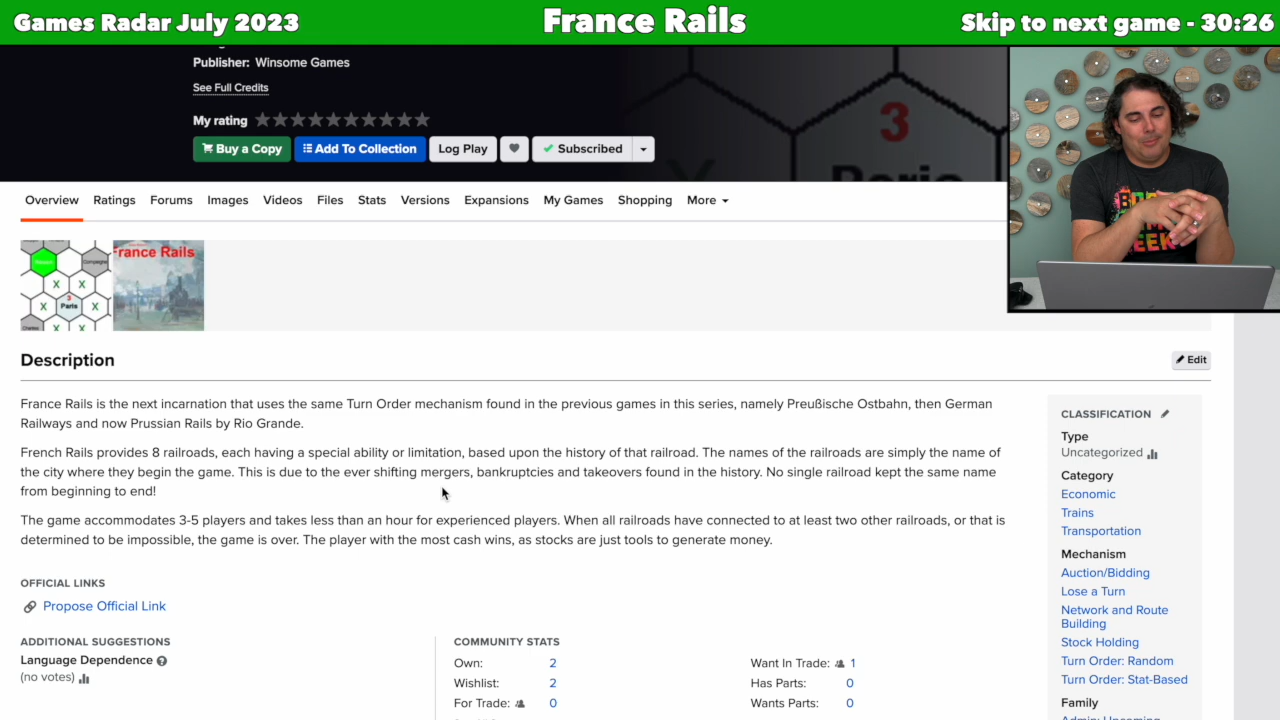 Games Radar July 2023
France Rails
Skip to next game - 30:26
Publisher: Winsome Games
See Full Credits
My rating
Buy a Copy
Add To Collection
Log Play
Subscribed
3
Paris
Overview
Ratings
Forums
Images
Videos
Files
Stats
Versions
Expansions
My Games
Shopping
More
X X
3
X Paris X
X X
France Rails
Description
Edit
France Rails is the next incarnation that uses the same Turn Order mechanism found in the previous games in this series, namely Preußische Ostbahn, then German
Railways and now Prussian Rails by Rio Grande.
French Rails provides 8 railroads, each having a special ability or limitation, based upon the history of that railroad. The names of the railroads are simply the name of
the city where they begin the game. This is due to the ever shifting mergers, bankruptcies and takeovers found in the history. No single railroad kept the same name
from beginning to end!
The game accommodates 3-5 players and takes less than an hour for experienced players. When all railroads have connected to at least two other railroads, or that is
determined to be impossible, the game is over. The player with the most cash wins, as stocks are just tools to generate money.
OFFICIAL LINKS
Propose Official Link
ADDITIONAL SUGGESTIONS
Language Dependence
(no votes)
COMMUNITY STATS
Own: 2
Wishlist: 2
For Trade: 0
Want In Trade: 1
Has Parts: 0
Wants Parts: 0
CLASSIFICATION
Type
Uncategorized
Category
Economic
Trains
Transportation
Mechanism
Auction/Bidding
Lose a Turn
Network and Route
Building
Stock Holding
Turn Order: Random
Turn Order: Stat-Based
Family